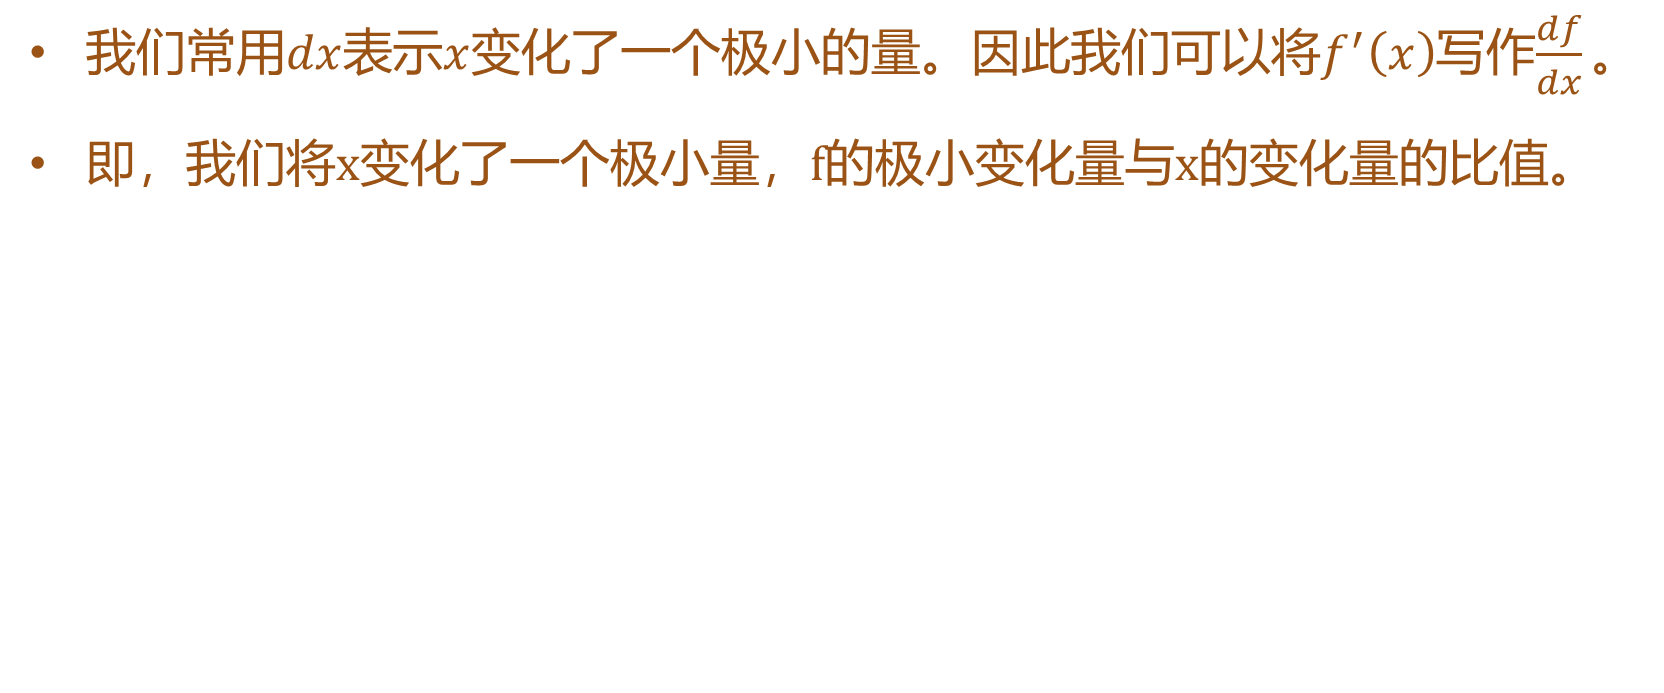 • 我们常用𝑑𝑥表示𝑥变化了一个极小的量。因此我们可以将𝑓′(𝑥)写作𝑑𝑓/𝑑𝑥。
• 即，我们将x变化了一个极小量，f的极小变化量与x的变化量的比值。